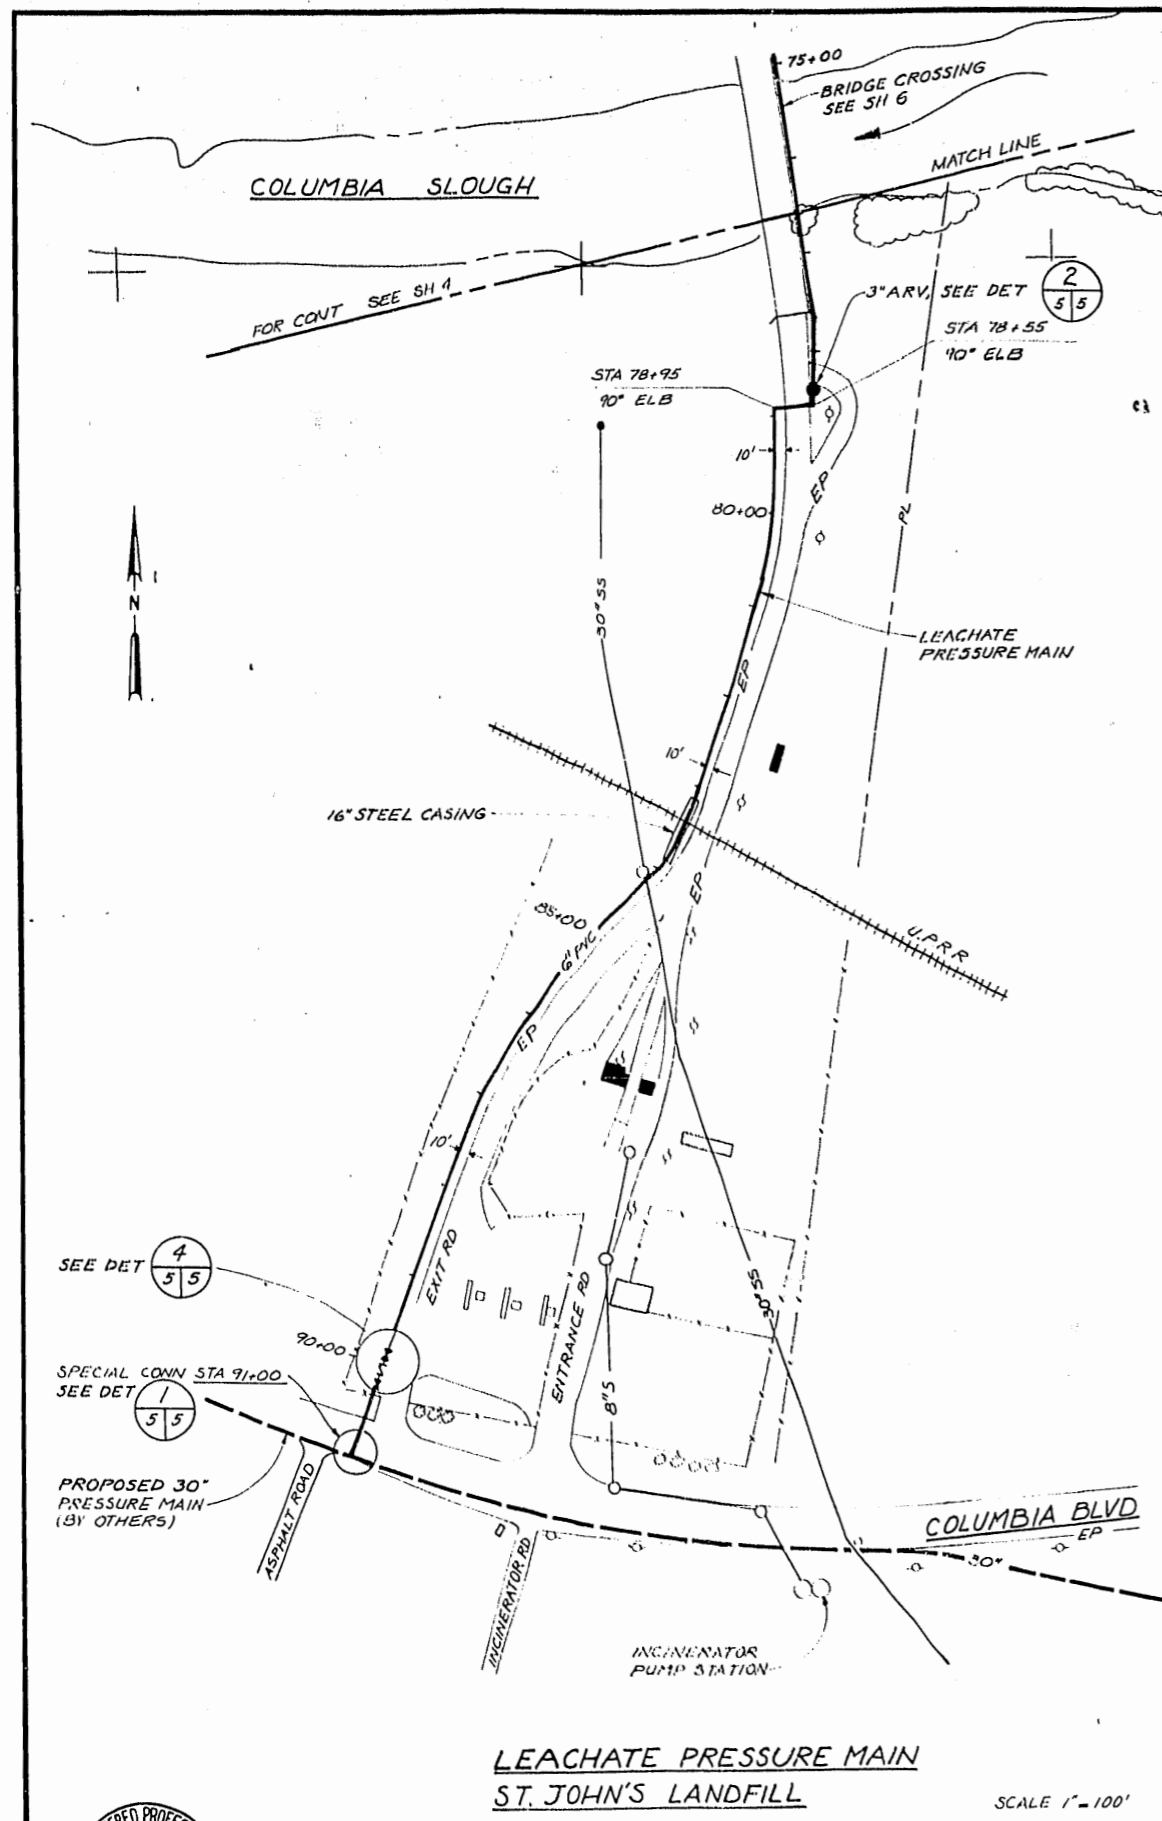 75+00
BRIDGE CROSSING
SEE SH 6
MATCH LINE
COLUMBIA SLOUGH
FOR CONT SEE SH 4
3" ARV, SEE DET
2
5 5
STA 78+55
90° ELB
STA 78+95
90° ELB
10'
EP
80+00
PL
N
30" SS
LEACHATE
PRESSURE MAIN
EP
10'
16" STEEL CASING
EP
85+00
U.P.R.R
6" PVC
EP
10'
SEE DET
4
5 5
EXIT RD
ENTRANCE RD
30" SS
90+00
SPECIAL CONN STA 91+00
SEE DET
1
5 5
8" S
PROPOSED 30"
PRESSURE MAIN
(BY OTHERS)
ASPHALT ROAD
INCINERATOR RD
COLUMBIA BLVD
EP
30"
INCINERATOR
PUMP STATION
LEACHATE PRESSURE MAIN
ST. JOHN'S LANDFILL
SCALE 1"=100'